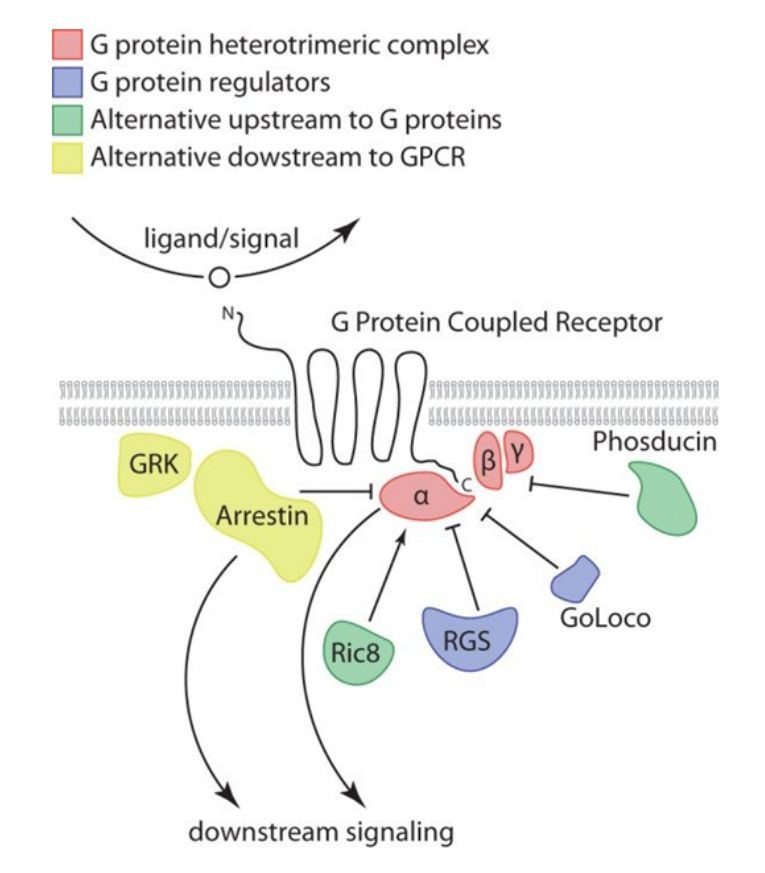 G protein heterotrimeric complex
G protein regulators
Alternative upstream to G proteins
Alternative dowstream to GPCR
ligand/signal
N
G Protein Coupled Receptor
GRK
Arrestin
α
C
β
γ
Phosducin
GoLoco
Ric8
RGS
downstream signaling